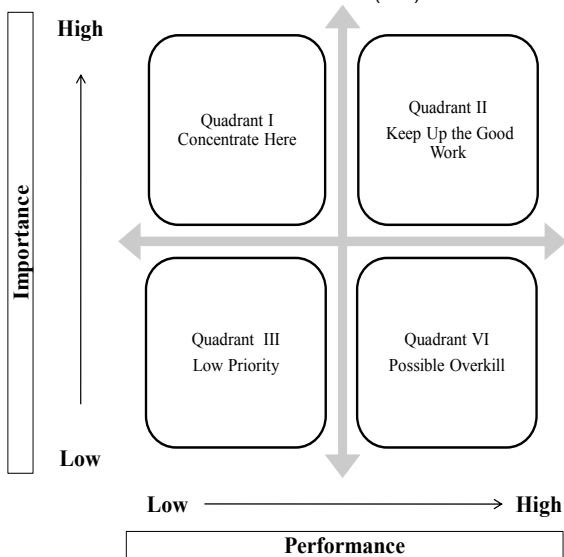 High
Quadrant I
Concentrate Here
Quadrant II
Keep Up the Good
Work
Importance
Quadrant III
Low Priority
Quadrant VI
Possible Overkill
Low
Low
High
Performance